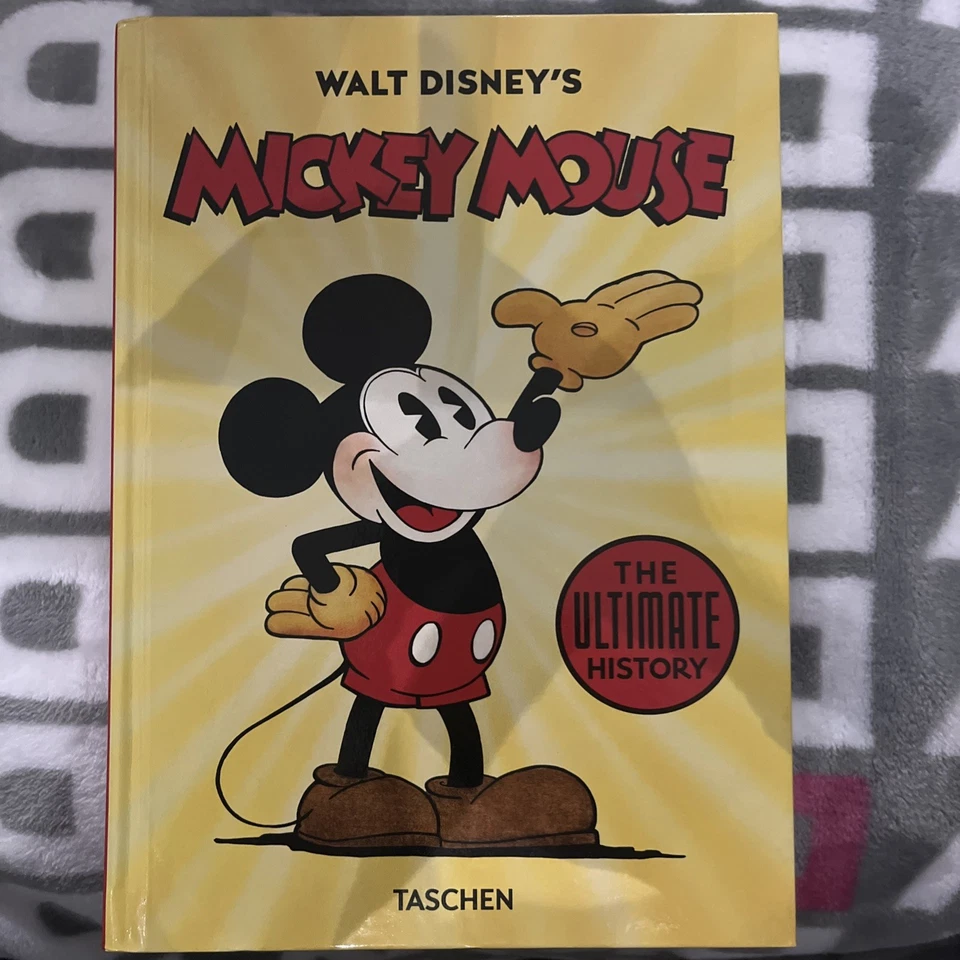 WALT DISNEY'S
MICKEY MOUSE
THE
ULTIMATE
HISTORY
TASCHEN